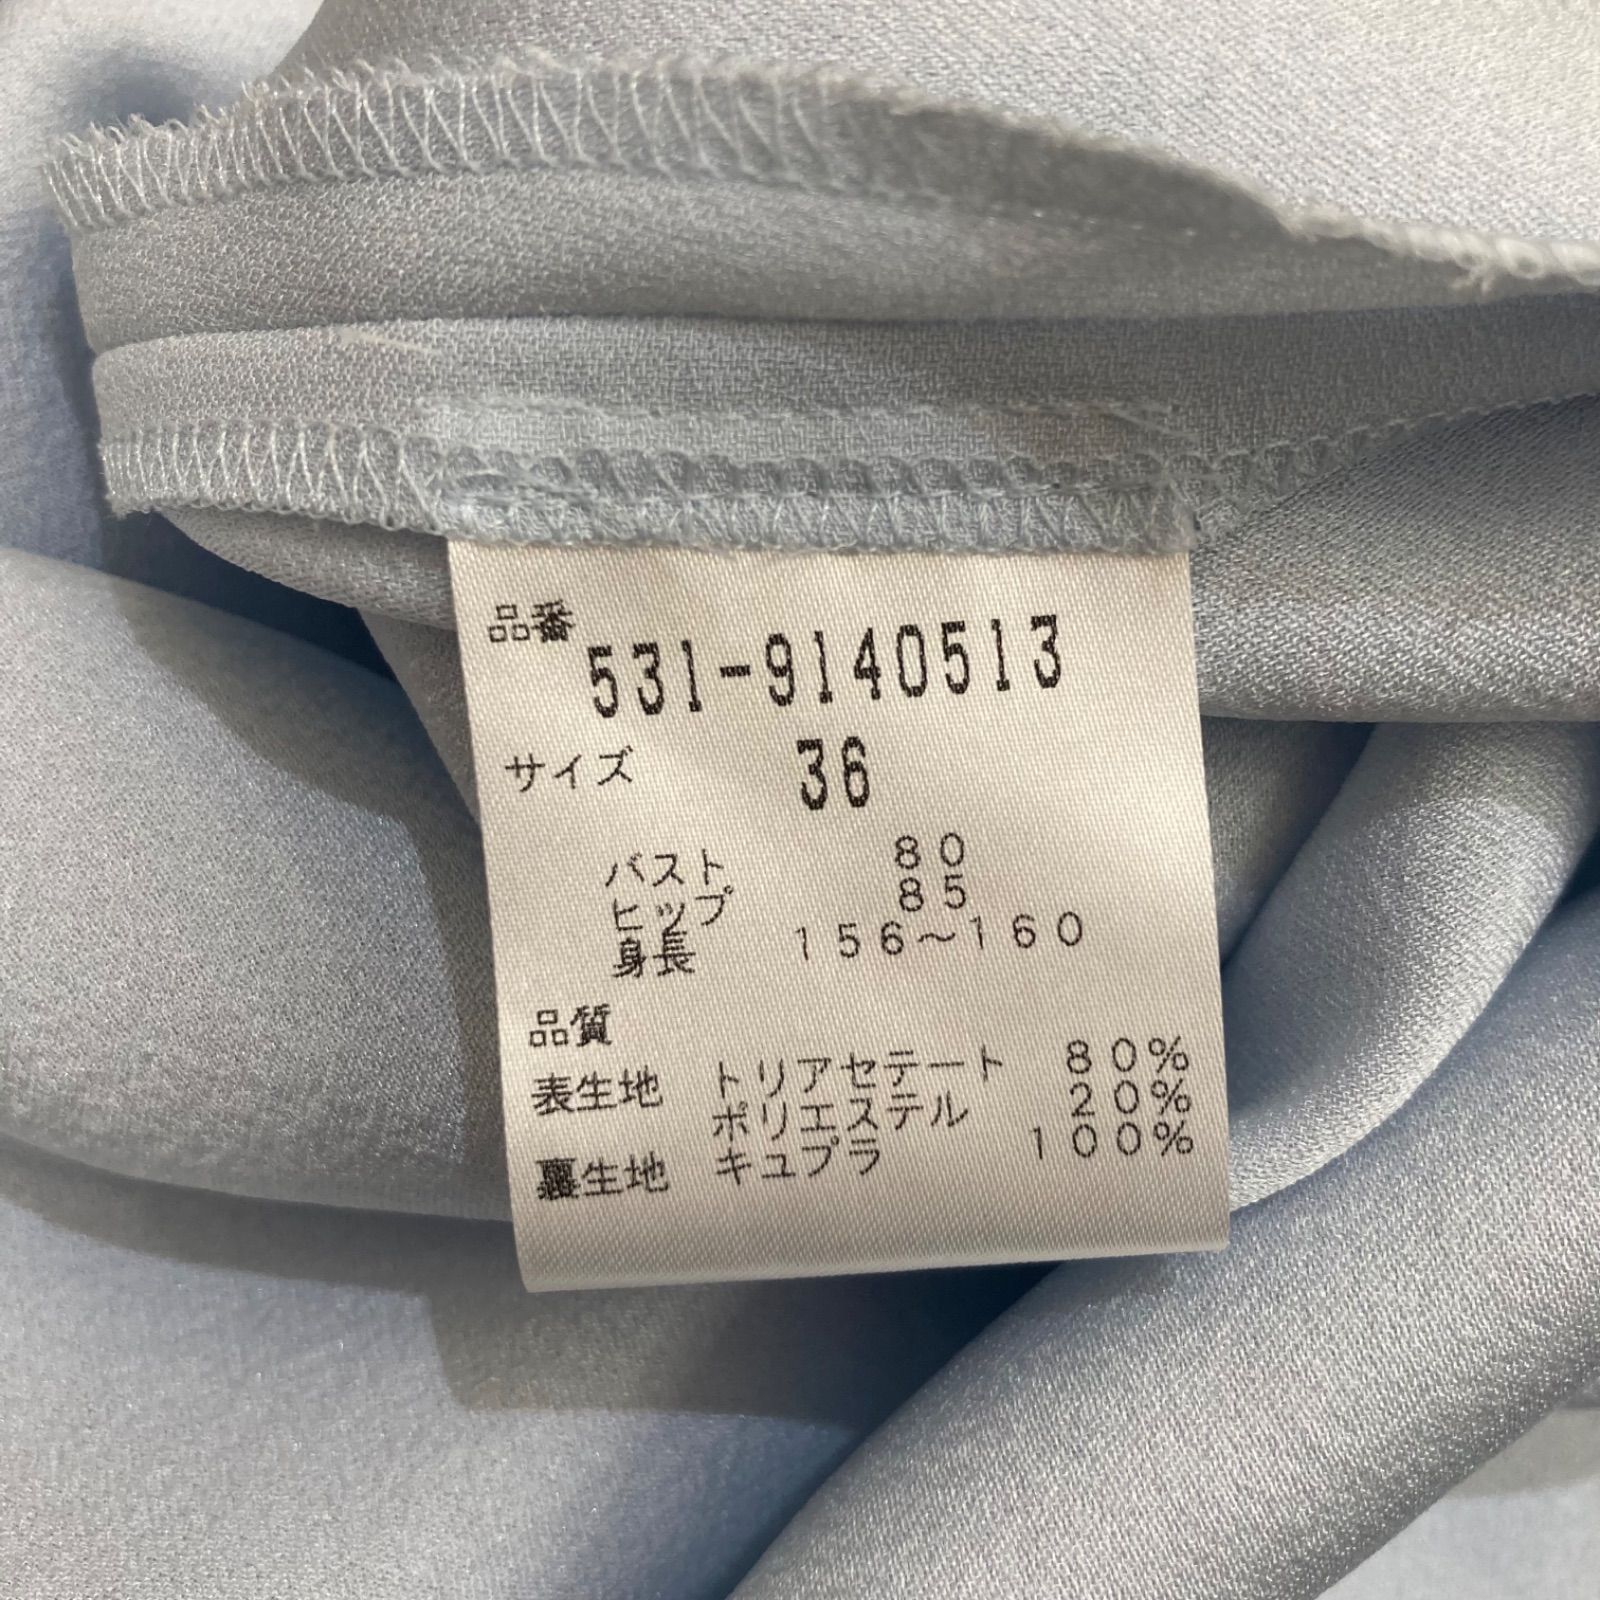 品番
531-9140513
サイズ 36
バスト 80
ヒップ 85
身長 156～160
品質
表生地 トリアセテート 80%
ポリエステル 20%
裏生地 キュプラ 100%